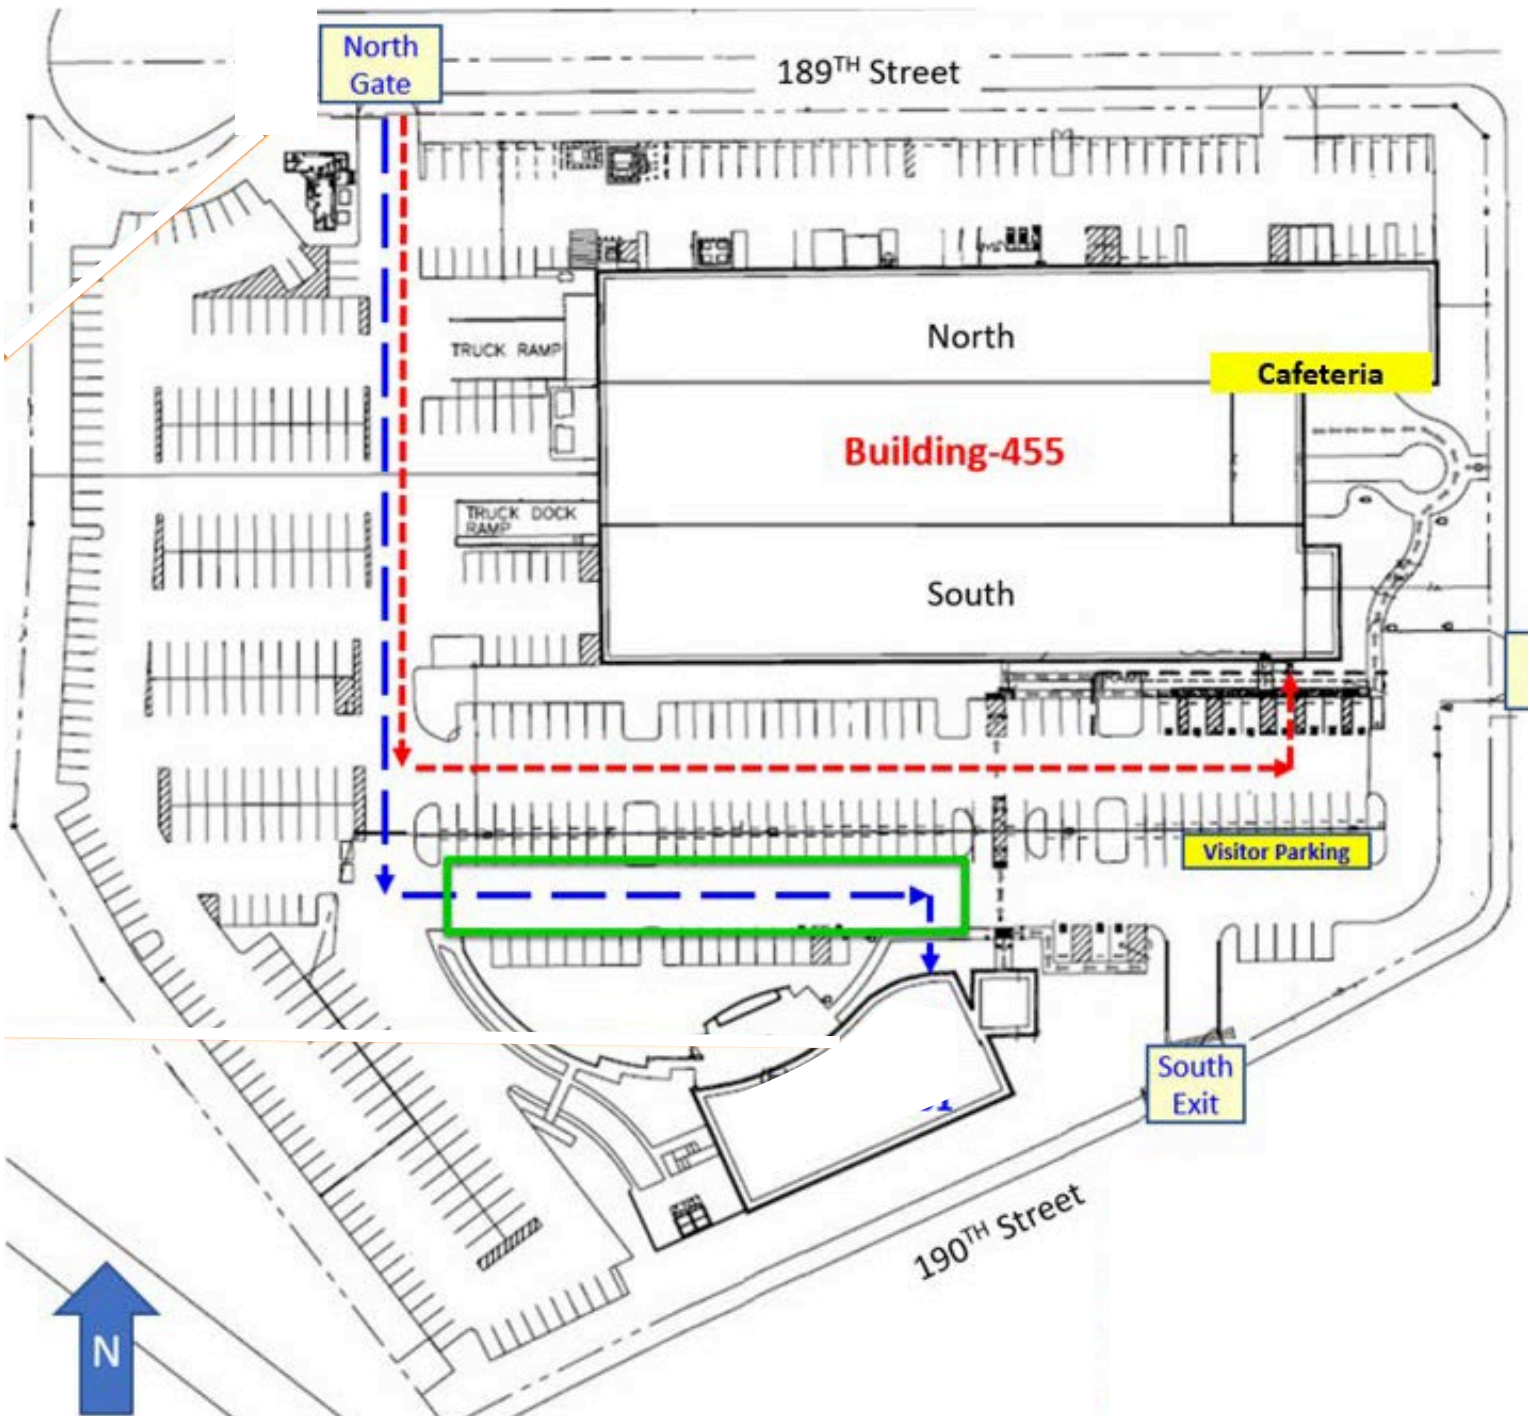 North
Gate
189TH Street
TRUCK RAMP
North
Cafeteria
Building-455
TRUCK DOCK
RAMP
South
Visitor Parking
South
Exit
190TH Street
N